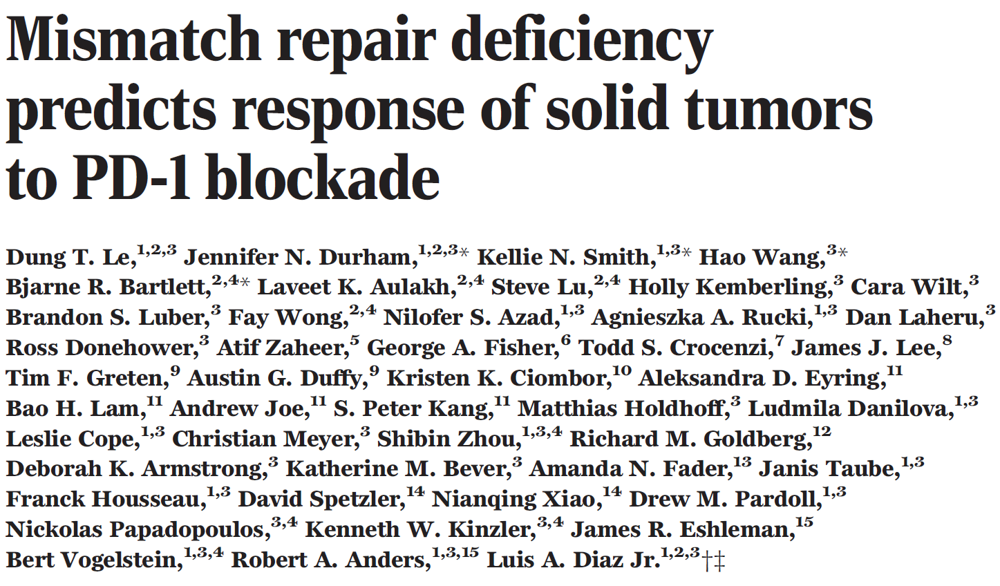 Mismatch repair deficiency
predicts response of solid tumors
to PD-1 blockade
Dung T. Le,1,2,3 Jennifer N. Durham,1,2,3* Kellie N. Smith,1,3* Hao Wang,3*
Bjarne R. Bartlett,2,4* Laveet K. Aulakh,2,4 Steve Lu,2,4 Holly Kemberling,3 Cara Wilt,3
Brandon S. Luber,3 Fay Wong,2,4 Nilofer S. Azad,1,3 Agnieszka A. Rucki,1,3 Dan Laheru,3
Ross Donehower,3 Atif Zaheer,5 George A. Fisher,6 Todd S. Crocenzi,7 James J. Lee,8
Tim F. Greten,9 Austin G. Duffy,9 Kristen K. Ciombor,10 Aleksandra D. Eyring,11
Bao H. Lam,11 Andrew Joe,11 S. Peter Kang,11 Matthias Holdhoff,3 Ludmila Danilova,1,3
Leslie Cope,1,3 Christian Meyer,3 Shibin Zhou,1,3,4 Richard M. Goldberg,12
Deborah K. Armstrong,3 Katherine M. Bever,3 Amanda N. Fader,13 Janis Taube,1,3
Franck Housseau,1,3 David Spetzler,14 Nianqing Xiao,14 Drew M. Pardoll,1,3
Nickolas Papadopoulos,3,4 Kenneth W. Kinzler,3,4 James R. Eshleman,15
Bert Vogelstein,1,3,4 Robert A. Anders,1,3,15 Luis A. Diaz Jr.1,2,3†‡